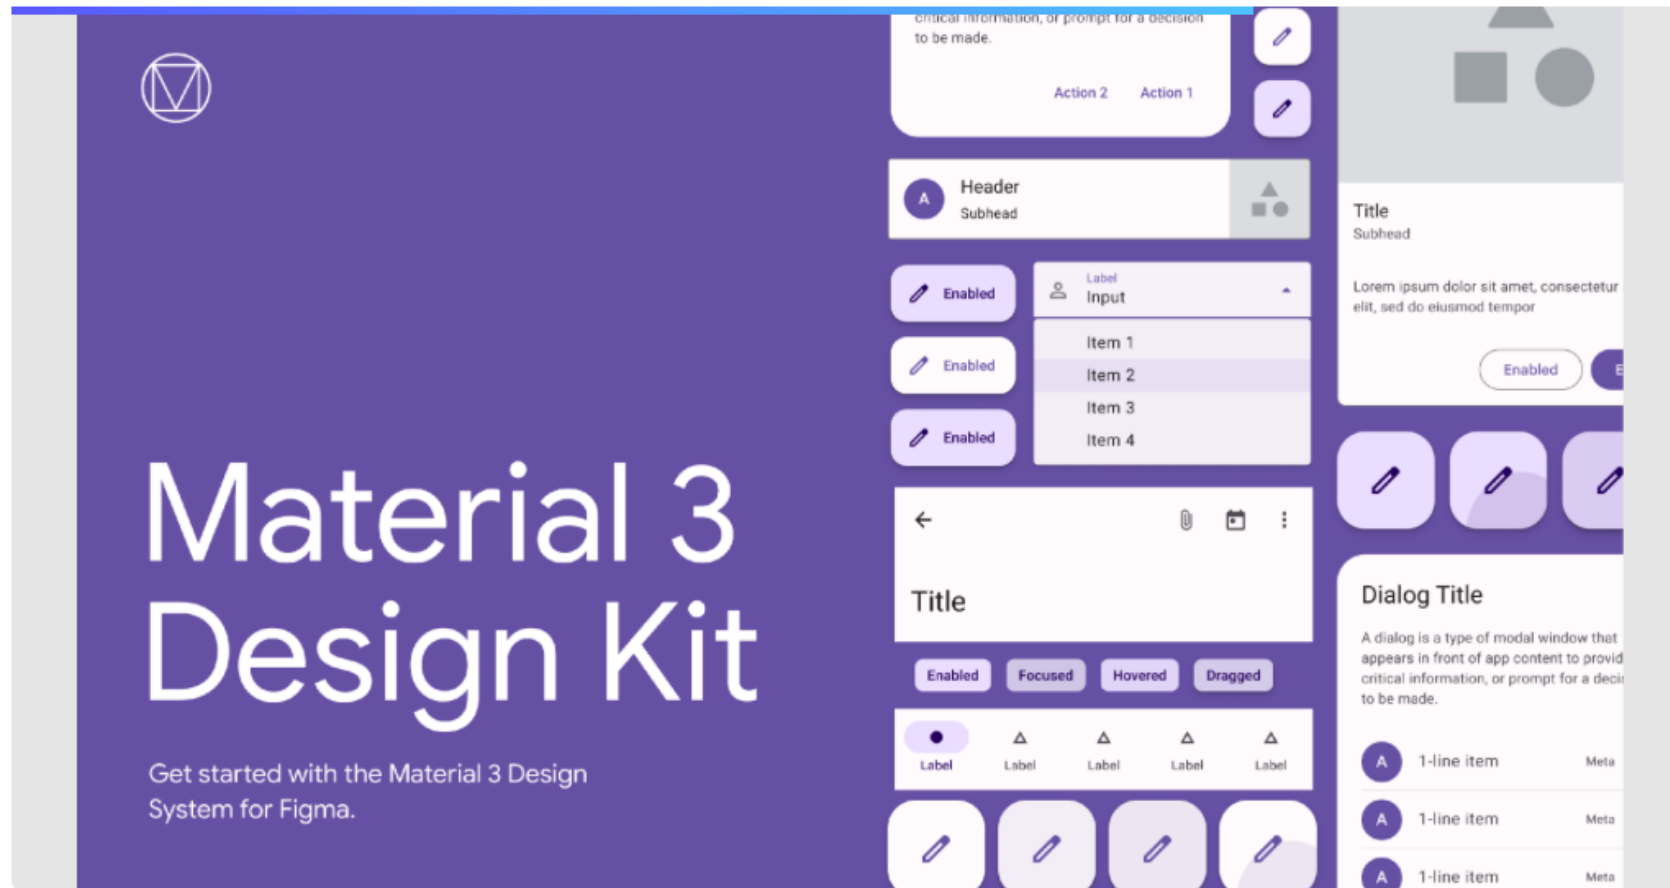 Material 3
Design Kit
Get started with the Material 3 Design
System for Figma.
critical information, or prompt for a decision
to be made.
Action 2 Action 1
A
Header
Subhead
Enabled
Enabled
Enabled
Label
Input
Item 1
Item 2
Item 3
Item 4
Title
Enabled Focused Hovered Dragged
Label Label Label Label Label
Title
Subhead
Lorem ipsum dolor sit amet, consectetur
elit, sed do eiusmod tempor
Enabled E
Dialog Title
A dialog is a type of modal window that
appears in front of app content to provid
critical information, or prompt for a decis
to be made.
A 1-line item Meta
A 1-line item Meta
A 1-line item Meta